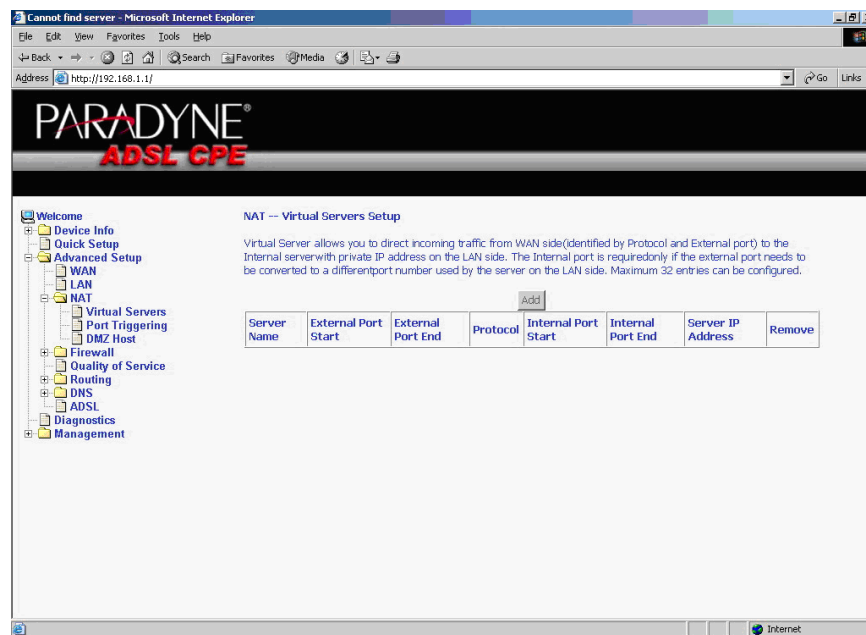 Cannot find server - Microsoft Internet Explorer
File Edit View Favorites Tools Help
Back Search Favorites Media
Address http://192.168.1.1/ Go Links
PARADYNE®
ADSL CPE
Welcome
Device Info
Quick Setup
Advanced Setup
WAN
LAN
NAT
Virtual Servers
Port Triggering
DMZ Host
Firewall
Quality of Service
Routing
DNS
ADSL
Diagnostics
Management
NAT -- Virtual Servers Setup
Virtual Server allows you to direct incoming traffic from WAN side(identified by Protocol and External port) to the
Internal serverwith private IP address on the LAN side. The Internal port is requiredonly if the external port needs to
be converted to a differentport number used by the server on the LAN side. Maximum 32 entries can be configured.
Add
Server Name External Port Start External Port End Protocol Internal Port Start Internal Port End Server IP Address Remove
Internet